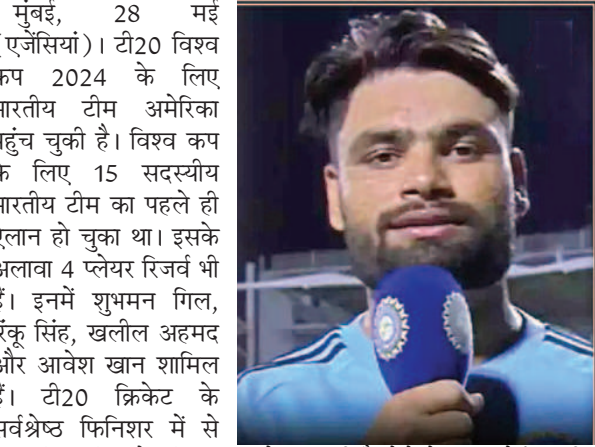 मुंबई, 28 मई
(एजेंसियां)। टी20 विश्व
कप 2024 के लिए
भारतीय टीम अमेरिका
पहुंच चुकी है। विश्व कप
के लिए 15 सदस्यीय
भारतीय टीम का पहले ही
ऐलान हो चुका था। इसके
अलावा 4 प्लेयर रिजर्व भी
हैं। इनमें शुभमन गिल,
रिंकू सिंह, खलील अहमद
और आवेश खान शामिल
हैं। टी20 क्रिकेट के
सर्वश्रेष्ठ फिनिशर में से